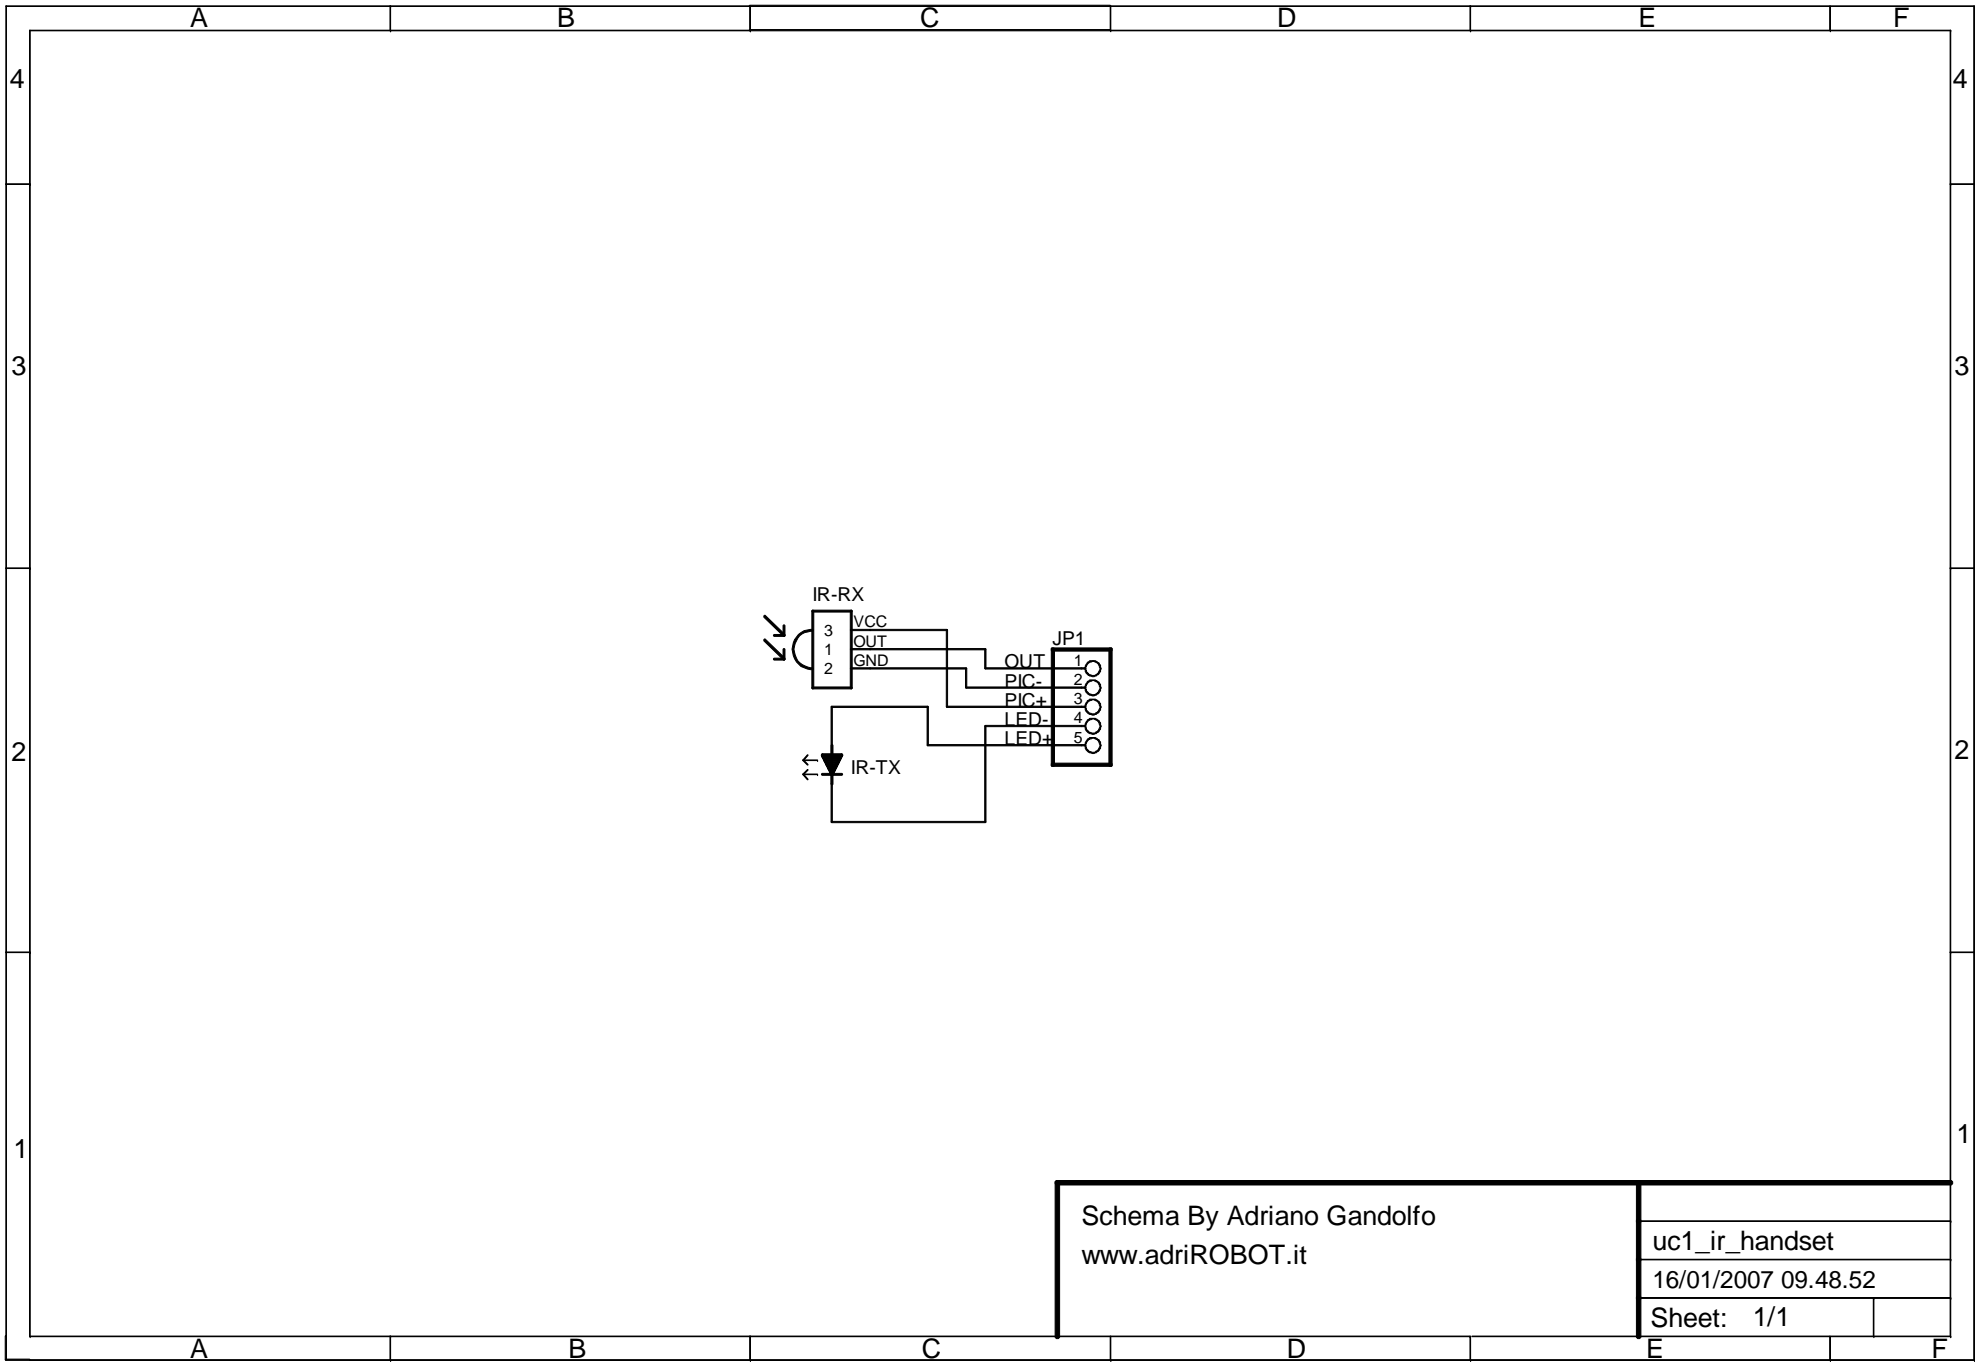 A B C D E F
4 4
3 3
IR-RX
3 VCC
1 OUT
2 GND
JP1
OUT 1
PIC- 2
PIC+ 3
LED- 4
LED+ 5
2 2
IR-TX
1 1
Schema By Adriano Gandolfo
www.adriROBOT.it
uc1_ir_handset
16/01/2007 09.48.52
Sheet: 1/1
A B C D E F